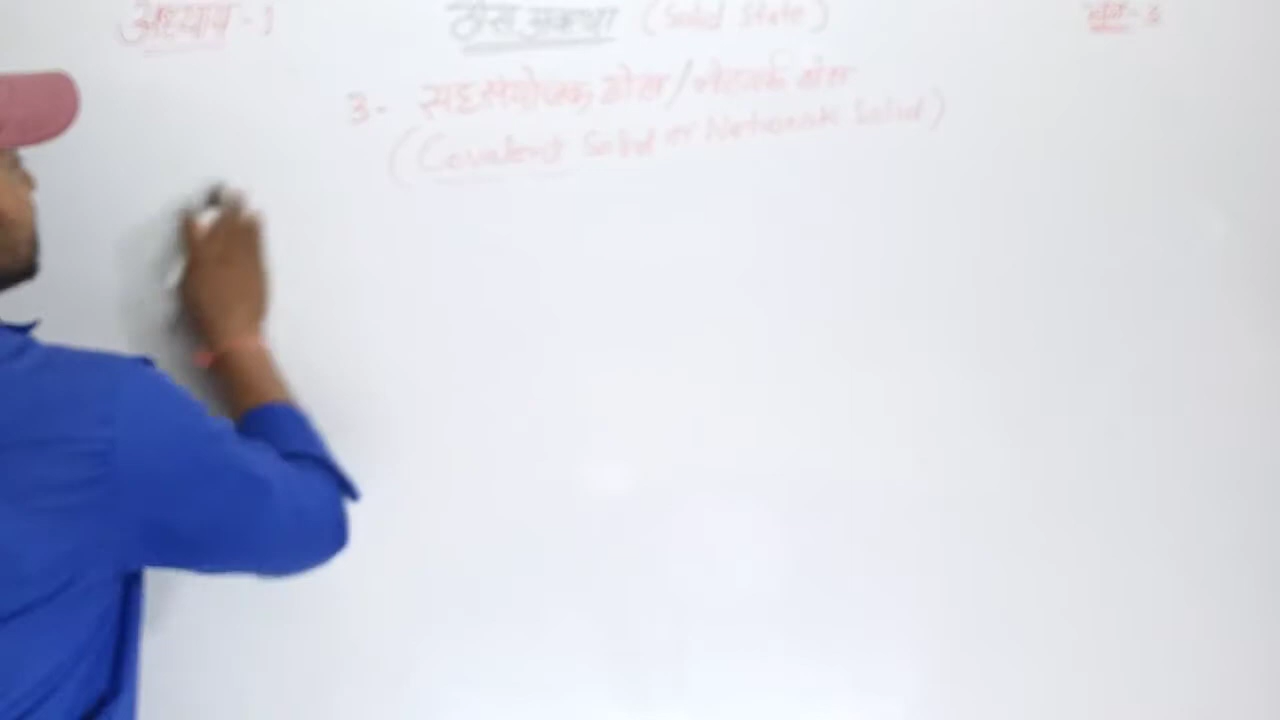 अध्याय - 1 ठोस अवस्था (Solid State)
3- सहसंयोजक ठोस / नेटवर्क ठोस
(Covalent Solid or Network Solid)